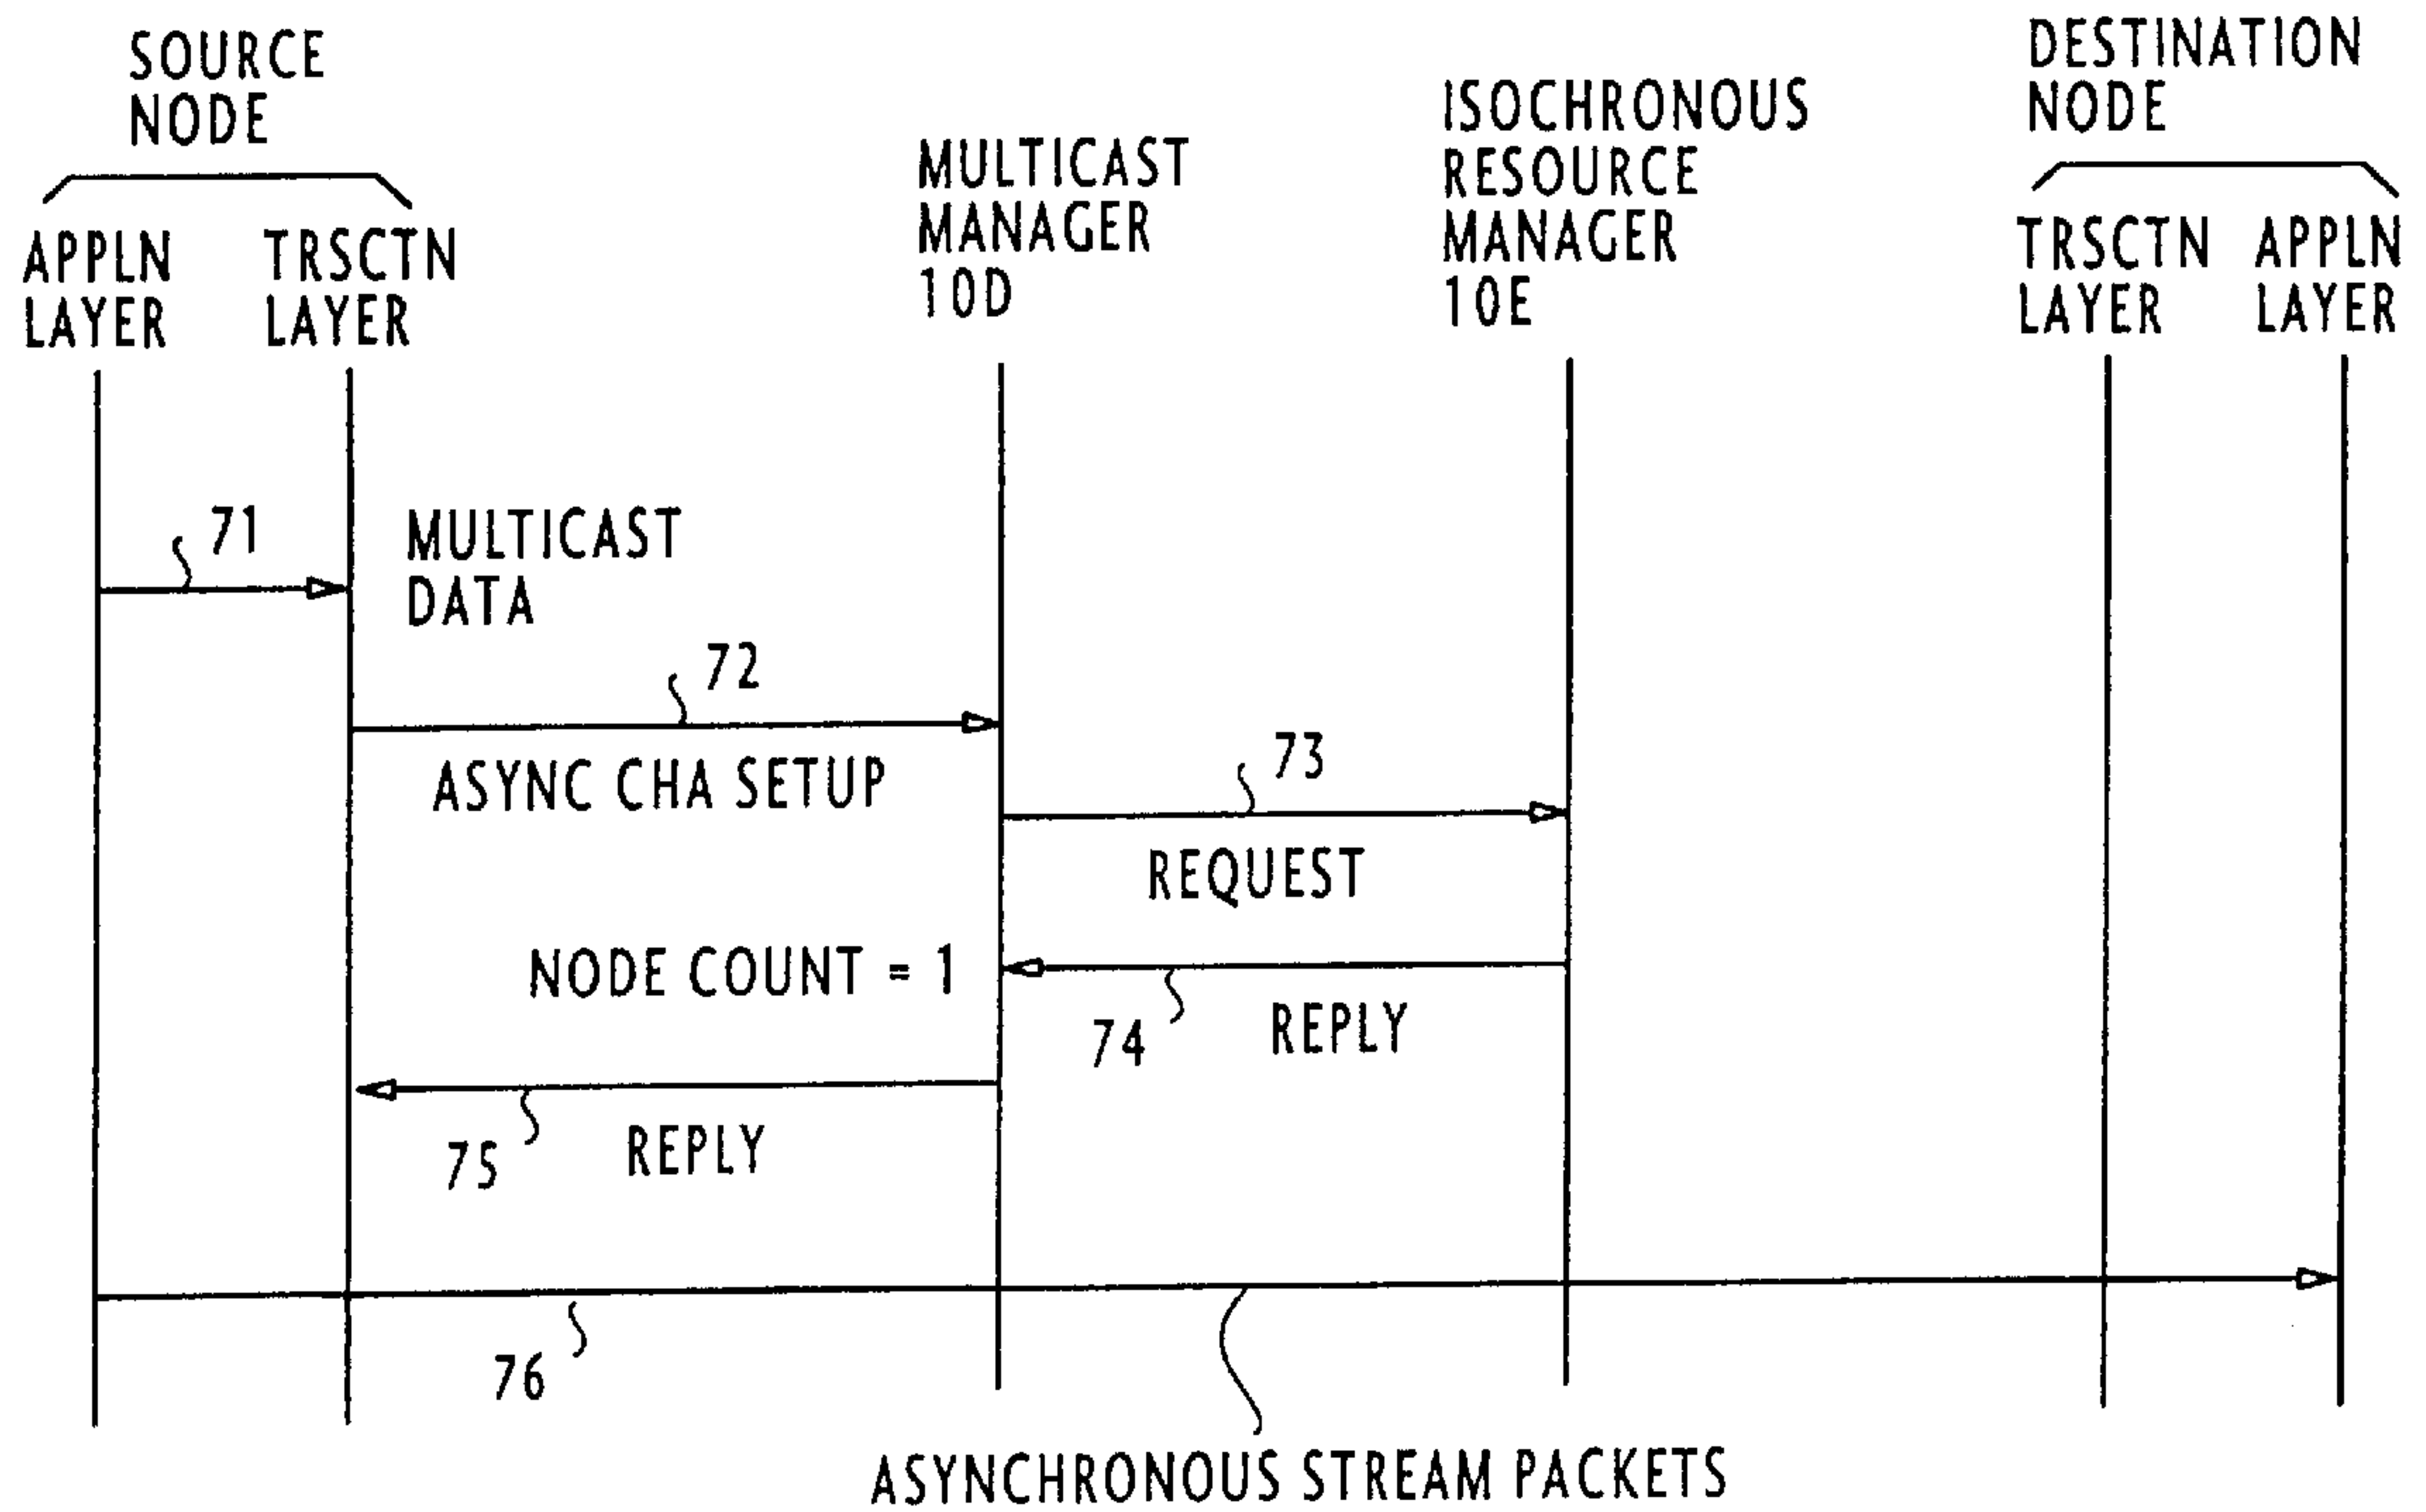 SOURCE
NODE
APPLN
LAYER
TRSCTN
LAYER
MULTICAST
MANAGER
10D
ISOCHRONOUS
RESOURCE
MANAGER
10E
DESTINATION
NODE
TRSCTN
LAYER
APPLN
LAYER
71
MULTICAST
DATA
72
ASYNC CHA SETUP
73
REQUEST
NODE COUNT = 1
74
REPLY
75
REPLY
76
ASYNCHRONOUS STREAM PACKETS